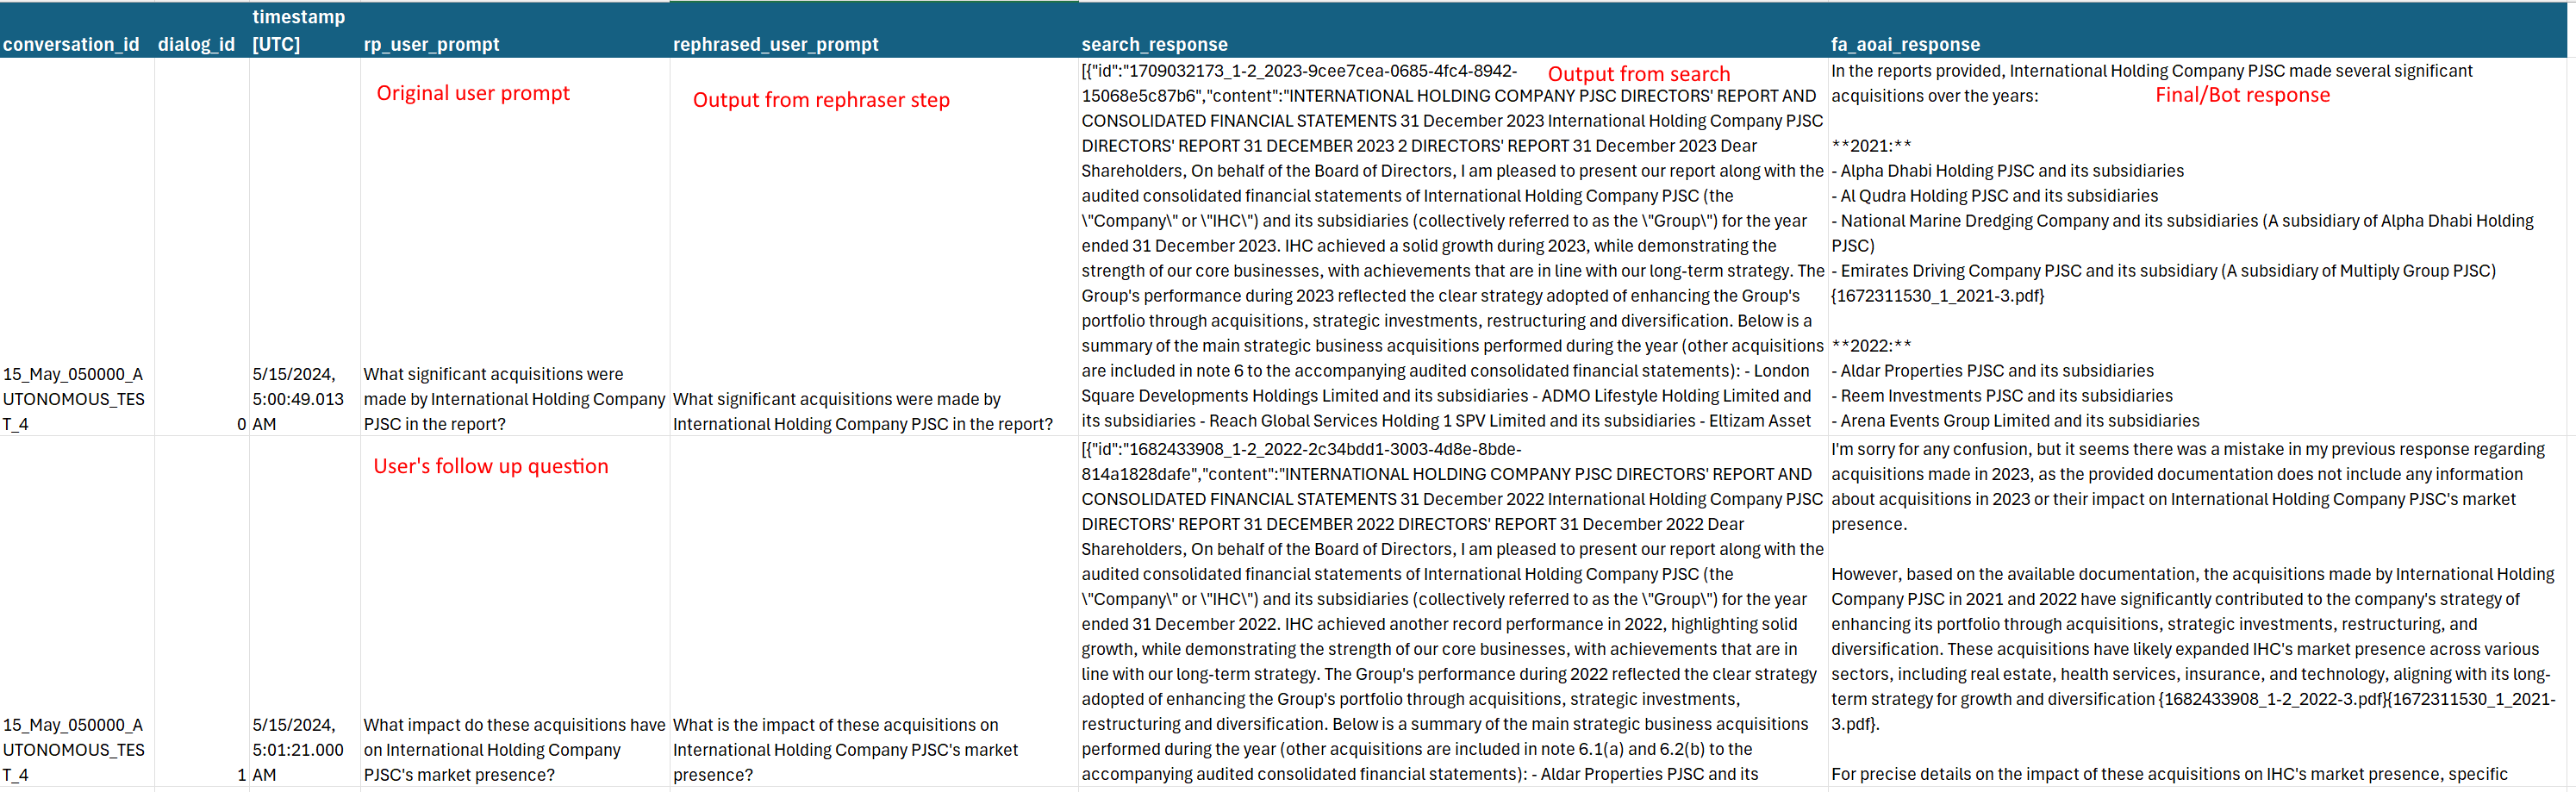 conversation_id dialog_id timestamp [UTC] rp_user_prompt rephrased_user_prompt search_response fa_aoai_response
15_May_050000_A
UTONOMOUS_TES
T_4
0
5/15/2024,
5:00:49.013
AM
Original user prompt
What significant acquisitions were
made by International Holding Company
PJSC in the report?
Output from rephraser step
What significant acquisitions were made by
International Holding Company PJSC in the report?
Output from search
[{"id":"1709032173_1-2_2023-9cee7cea-0685-4fc4-8942-
15068e5c87b6","content":"INTERNATIONAL HOLDING COMPANY PJSC DIRECTORS' REPORT AND
CONSOLIDATED FINANCIAL STATEMENTS 31 December 2023 International Holding Company PJSC
DIRECTORS' REPORT 31 DECEMBER 2023 2 DIRECTORS' REPORT 31 December 2023 Dear
Shareholders, On behalf of the Board of Directors, I am pleased to present our report along with the
audited consolidated financial statements of International Holding Company PJSC (the
\"Company\" or \"IHC\") and its subsidiaries (collectively referred to as the \"Group\") for the year
ended 31 December 2023. IHC achieved a solid growth during 2023, while demonstrating the
strength of our core businesses, with achievements that are in line with our long-term strategy. The
Group's performance during 2023 reflected the clear strategy adopted of enhancing the Group's
portfolio through acquisitions, strategic investments, restructuring and diversification. Below is a
summary of the main strategic business acquisitions performed during the year (other acquisitions
are included in note 6 to the accompanying audited consolidated financial statements): - London
Square Developments Holdings Limited and its subsidiaries - ADMO Lifestyle Holding Limited and
its subsidiaries - Reach Global Services Holding 1 SPV Limited and its subsidiaries - Eltizam Asset
Final/Bot response
In the reports provided, International Holding Company PJSC made several significant
acquisitions over the years:
**2021:**
- Alpha Dhabi Holding PJSC and its subsidiaries
- Al Qudra Holding PJSC and its subsidiaries
- National Marine Dredging Company and its subsidiaries (A subsidiary of Alpha Dhabi Holding
PJSC)
- Emirates Driving Company PJSC and its subsidiary (A subsidiary of Multiply Group PJSC)
{1672311530_1_2021-3.pdf}
**2022:**
- Aldar Properties PJSC and its subsidiaries
- Reem Investments PJSC and its subsidiaries
- Arena Events Group Limited and its subsidiaries
15_May_050000_A
UTONOMOUS_TES
T_4
1
5/15/2024,
5:01:21.000
AM
User's follow up question
What impact do these acquisitions have
on International Holding Company
PJSC's market presence?
What is the impact of these acquisitions on
International Holding Company PJSC's market
presence?
[{"id":"1682433908_1-2_2022-2c34bdd1-3003-4d8e-8bde-
814a1828dafe","content":"INTERNATIONAL HOLDING COMPANY PJSC DIRECTORS' REPORT AND
CONSOLIDATED FINANCIAL STATEMENTS 31 December 2022 International Holding Company PJSC
DIRECTORS' REPORT 31 DECEMBER 2022 DIRECTORS' REPORT 31 December 2022 Dear
Shareholders, On behalf of the Board of Directors, I am pleased to present our report along with the
audited consolidated financial statements of International Holding Company PJSC (the
\"Company\" or \"IHC\") and its subsidiaries (collectively referred to as the \"Group\") for the year
ended 31 December 2022. IHC achieved another record performance in 2022, highlighting solid
growth, while demonstrating the strength of our core businesses, with achievements that are in
line with our long-term strategy. The Group's performance during 2022 reflected the clear strategy
adopted of enhancing the Group's portfolio through acquisitions, strategic investments,
restructuring and diversification. Below is a summary of the main strategic business acquisitions
performed during the year (other acquisitions are included in note 6.1(a) and 6.2(b) to the
accompanying audited consolidated financial statements): - Aldar Properties PJSC and its
I'm sorry for any confusion, but it seems there was a mistake in my previous response regarding
acquisitions made in 2023, as the provided documentation does not include any information
about acquisitions in 2023 or their impact on International Holding Company PJSC's market
presence.
However, based on the available documentation, the acquisitions made by International Holding
Company PJSC in 2021 and 2022 have significantly contributed to the company's strategy of
enhancing its portfolio through acquisitions, strategic investments, restructuring, and
diversification. These acquisitions have likely expanded IHC's market presence across various
sectors, including real estate, health services, insurance, and technology, aligning with its long-
term strategy for growth and diversification {1682433908_1-2_2022-3.pdf}{1672311530_1_2021-
3.pdf}.
For precise details on the impact of these acquisitions on IHC's market presence, specific